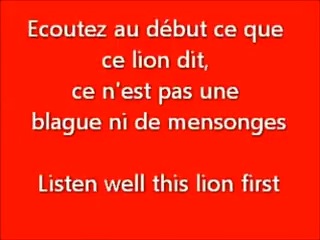 Ecoutez au début ce que
ce lion dit,
ce n'est pas une
blague ni de mensonges
Listen well this lion first